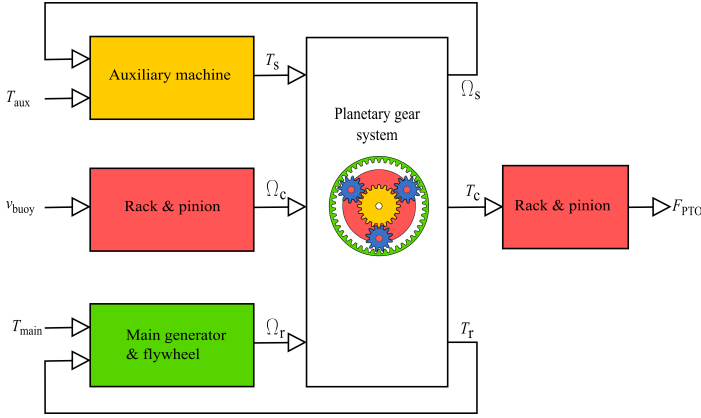 Auxiliary machine
T_s
Ω_s
T_aux
Planetary gear
system
v_buoy
Rack & pinion
Ω_c
T_c
Rack & pinion
F_PTO
T_main
Main generator
& flywheel
Ω_r
T_r